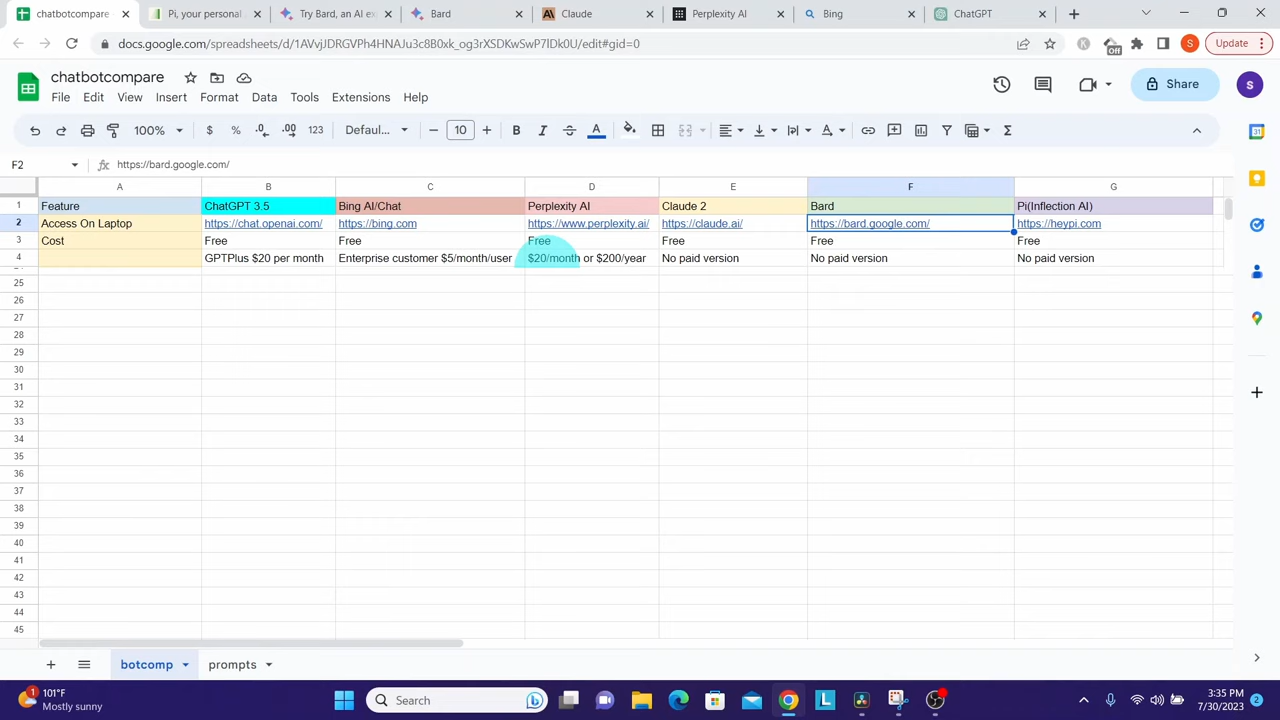 chatbotcompare
Pi, your personal
Try Bard, an AI ex
Bard
Claude
Perplexity AI
Bing
ChatGPT
docs.google.com/spreadsheets/d/1AVvjJDRGVPh4HNAJu3c8B0xk_og2rXSDKwSwP7lDbiU/edit#gid=0
K
Off
S
Update
chatbotcompare
Share
s
File Edit View Insert Format Data Tools Extensions Help
100% $ % .0 .00 123 Defaul... 10 B I A Σ
31
F2 fx https://bard.google.com/
A B C D E F G
1 Feature ChatGPT 3.5 Bing AI/Chat Perplexity AI Claude 2 Bard Pi(Inflection AI)
2 Access On Laptop https://chat.openai.com/ https://bing.com https://www.perplexity.ai/ https://claude.ai/ https://bard.google.com/ https://heypi.com
3 Cost Free Free Free Free Free Free
4 GPTPlus $20 per month Enterprise customer $5/month/user $20/month or $200/year No paid version No paid version No paid version
25
26
27
28
29
30
31
32
33
34
35
36
37
38
39
40
41
42
43
44
45
botcomp prompts
1
101°F
Mostly sunny
Search
L
3:35 PM
7/30/2023
2